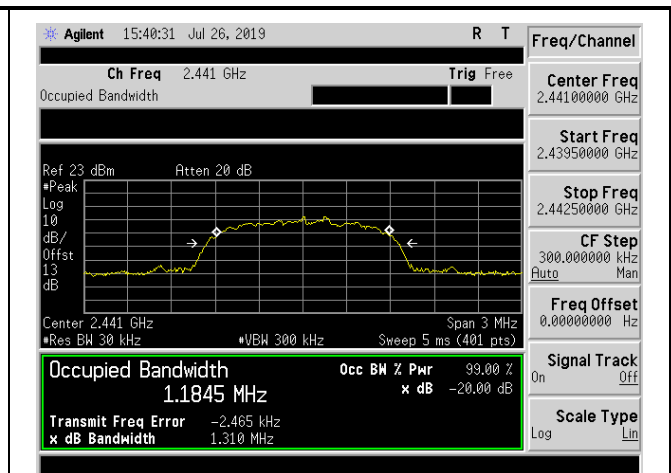 Agilent 15:40:31 Jul 26, 2019 R T
Freq/Channel
Ch Freq 2.441 GHz Trig Free
Occupied Bandwidth
Center Freq
2.44100000 GHz
Start Freq
2.43950000 GHz
Stop Freq
2.44250000 GHz
CF Step
300.000000 kHz
Auto Man
Freq Offset
0.00000000 Hz
Signal Track
On Off
Scale Type
Log Lin
Ref 23 dBm Atten 20 dB
#Peak
Log
10
dB/
Offst
13
dB
Center 2.441 GHz Span 3 MHz
#Res BW 30 kHz #VBW 300 kHz Sweep 5 ms (401 pts)
Occupied Bandwidth Occ BW % Pwr 99.00 %
1.1845 MHz x dB -20.00 dB
Transmit Freq Error -2.465 kHz
x dB Bandwidth 1.310 MHz